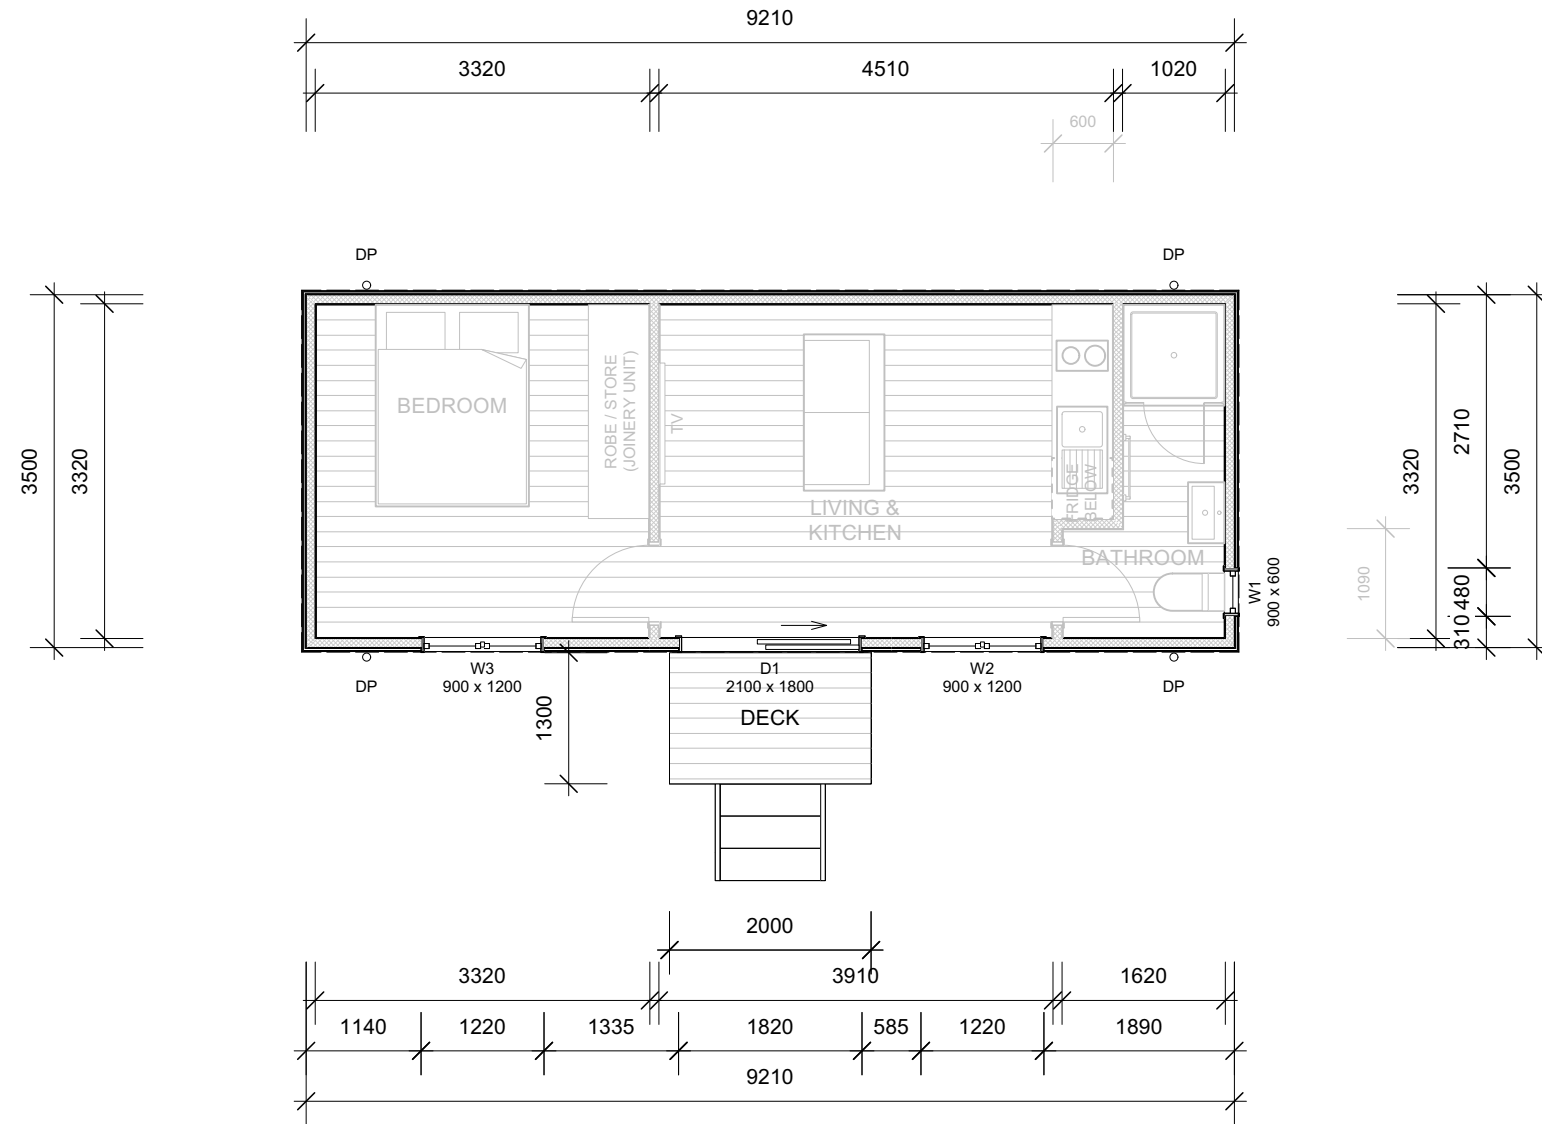 9210
3320
4510
1020
600
DP
DP
3500
3320
BEDROOM
ROBE / STORE
(JOINERY UNIT)
TV
LIVING &
KITCHEN
FRIDGE
BELOW
BATHROOM
W1
900 x 600
1090
3320
2710
480
310
3500
W3
900 x 1200
D1
2100 x 1800
W2
900 x 1200
DP
DP
1300
DECK
2000
3320
3910
1620
1140
1220
1335
1820
585
1220
1890
9210